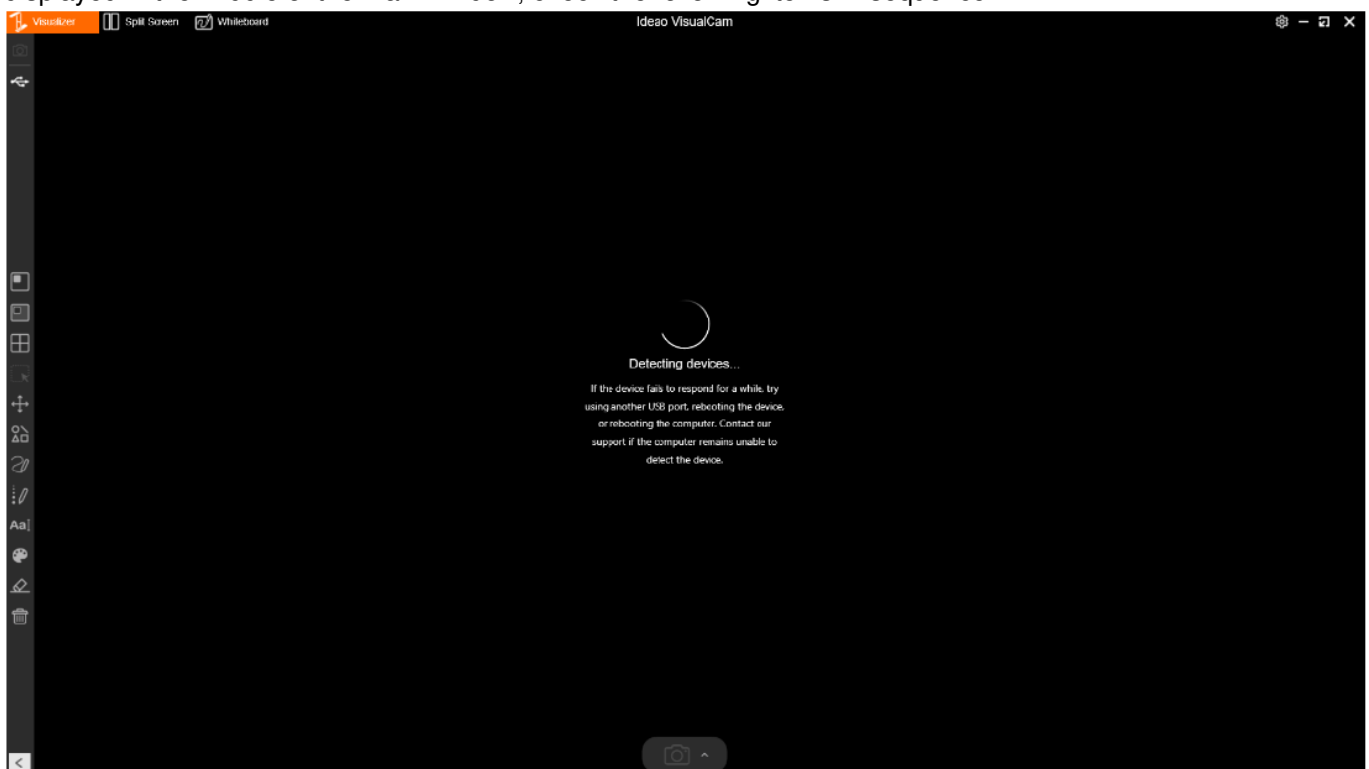 Visualizer Split Screen Whiteboard Ideao VisualCam
Detecting devices...
If the device fails to respond for a while, try
using another USB port, rebooting the device,
or rebooting the computer. Contact our
support if the computer remains unable to
detect the device.
Aa